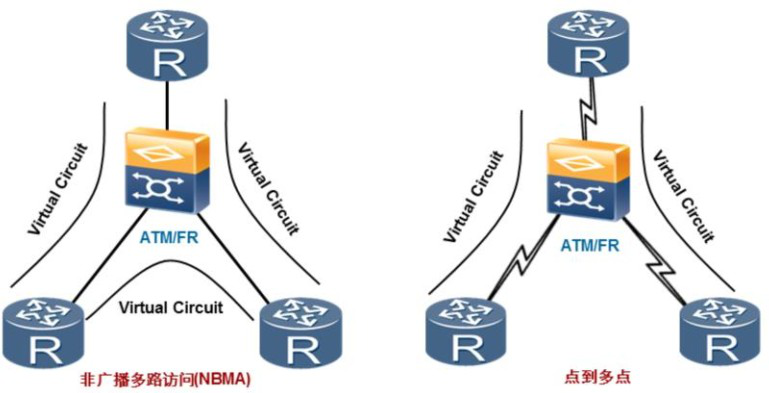 R
Virtual Circuit
Virtual Circuit
ATM/FR
Virtual Circuit
R
R
非广播多路访问(NBMA)
R
Virtual Circuit
Virtual Circuit
ATM/FR
R
R
点到多点